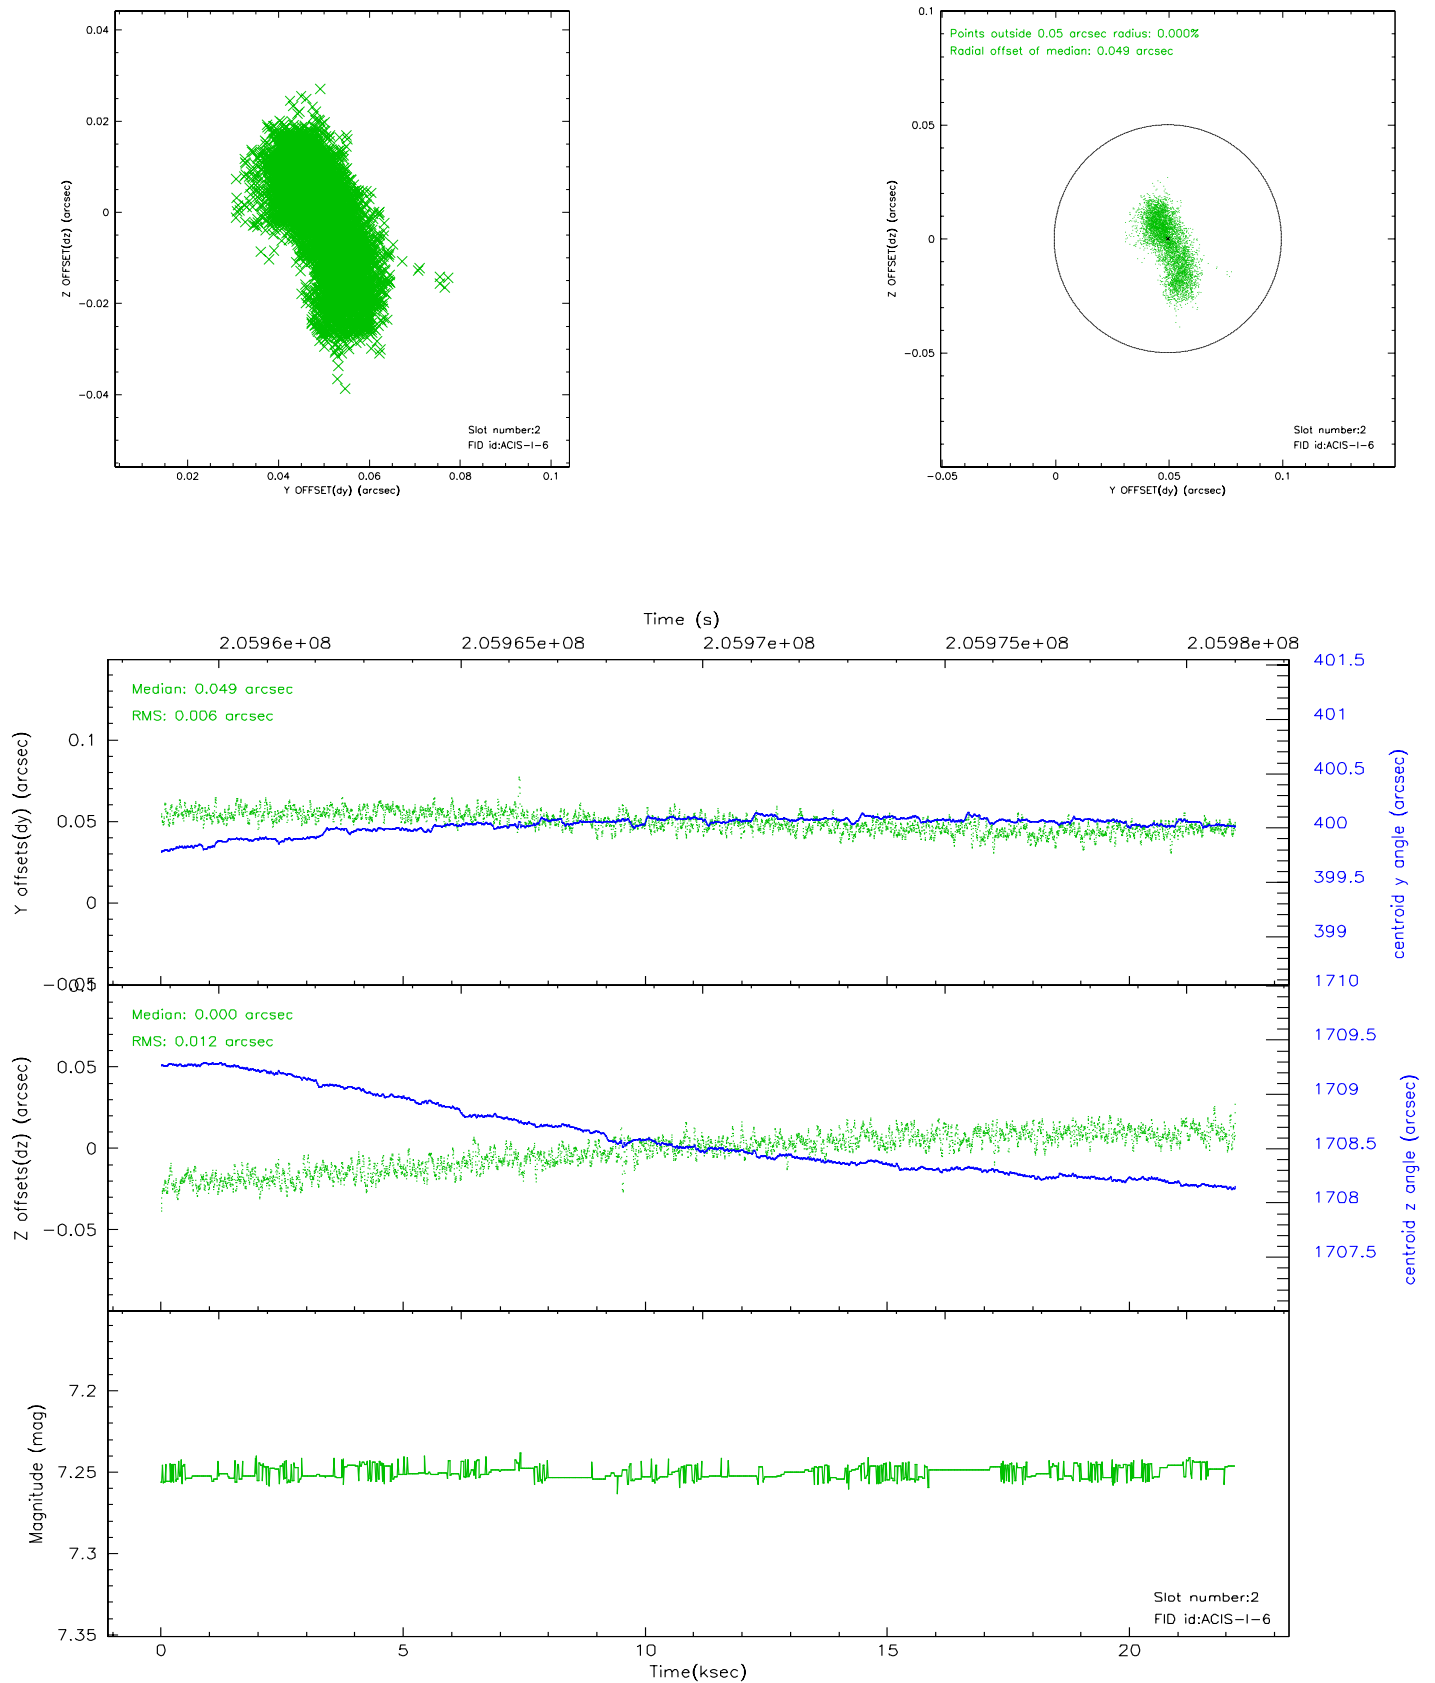 0.04
0.02
0
−0.02
−0.04
Z OFFSET(dz) (arcsec)
Slot number:2
FID id:ACIS−I−6
0.02 0.04 0.06 0.08 0.1
Y OFFSET(dy) (arcsec)
0.1
0.05
0
−0.05
Z OFFSET(dz) (arcsec)
Points outside 0.05 arcsec radius: 0.000%
Radial offset of median: 0.049 arcsec
Slot number:2
FID id:ACIS−I−6
−0.05 0 0.05 0.1
Y OFFSET(dy) (arcsec)
Time (s)
2.0596e+08 2.05965e+08 2.0597e+08 2.05975e+08 2.0598e+08
Median: 0.049 arcsec
RMS: 0.006 arcsec
0.1
0.05
0
−0.05
Y offsets(dy) (arcsec)
401.5
401
400.5
400
399.5
399
centroid y angle (arcsec)
0.1
0.05
0
−0.05
Z offsets(dz) (arcsec)
Median: 0.000 arcsec
RMS: 0.012 arcsec
1710
1709.5
1709
1708.5
1708
1707.5
centroid z angle (arcsec)
7.2
7.25
7.3
7.35
Magnitude (mag)
Slot number:2
FID id:ACIS−I−6
0 5 10 15 20
Time(ksec)